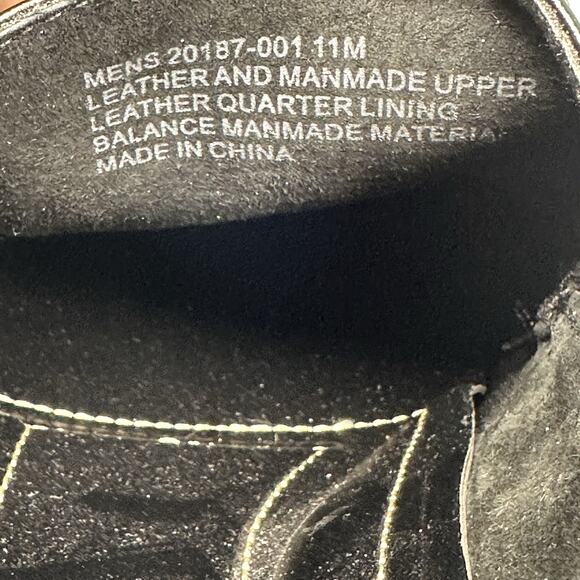 MENS 20187-001 11M
LEATHER AND MANMADE UPPER
LEATHER QUARTER LINING
BALANCE MANMADE MATERIA
MADE IN CHINA